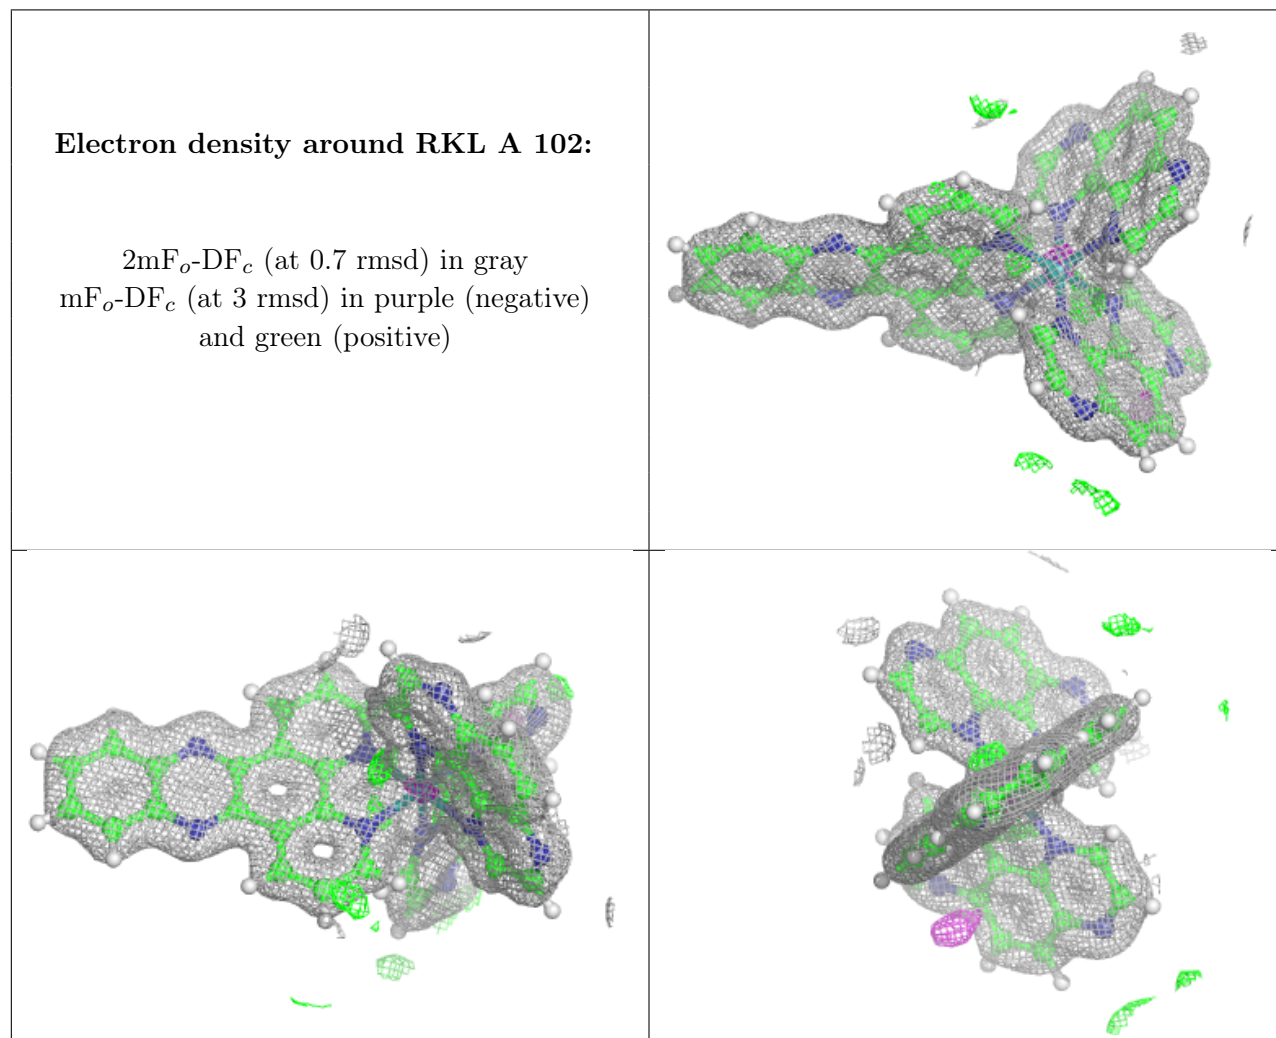 Electron density around RKL A 102:
2mFo-DFc (at 0.7 rmsd) in gray
mFo-DFc (at 3 rmsd) in purple (negative)
and green (positive)